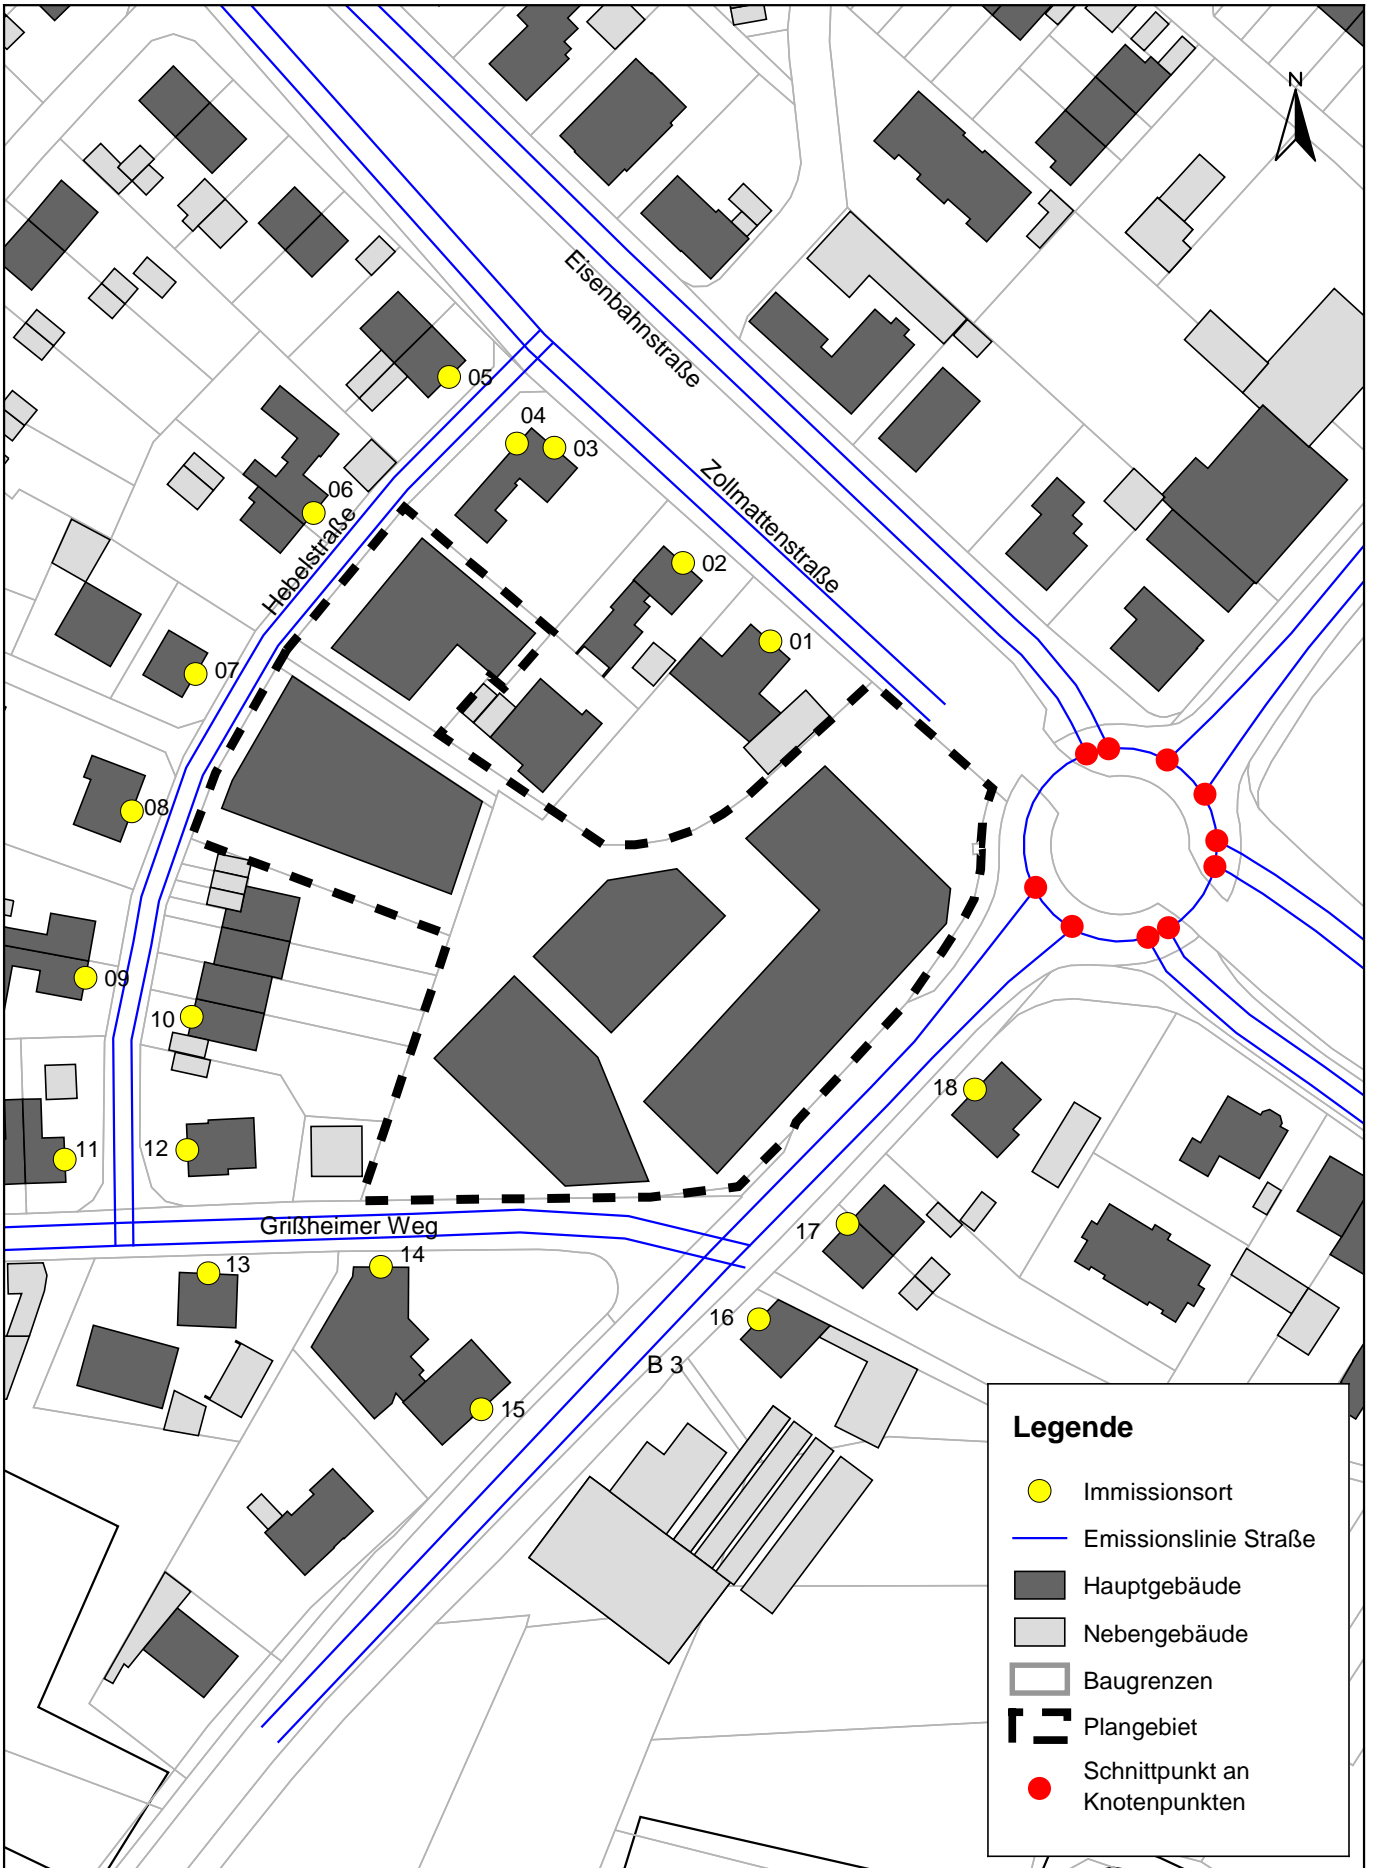 N
Eisenbahnstraße
05
04
03
Zollmattenstraße
06
Hebelstraße
02
01
07
08
09
10
18
11
12
Grißheimer Weg
17
13
14
16
B 3
15
Legende
Immissionsort
Emissionslinie Straße
Hauptgebäude
Nebengebäude
Baugrenzen
Plangebiet
Schnittpunkt an
Knotenpunkten